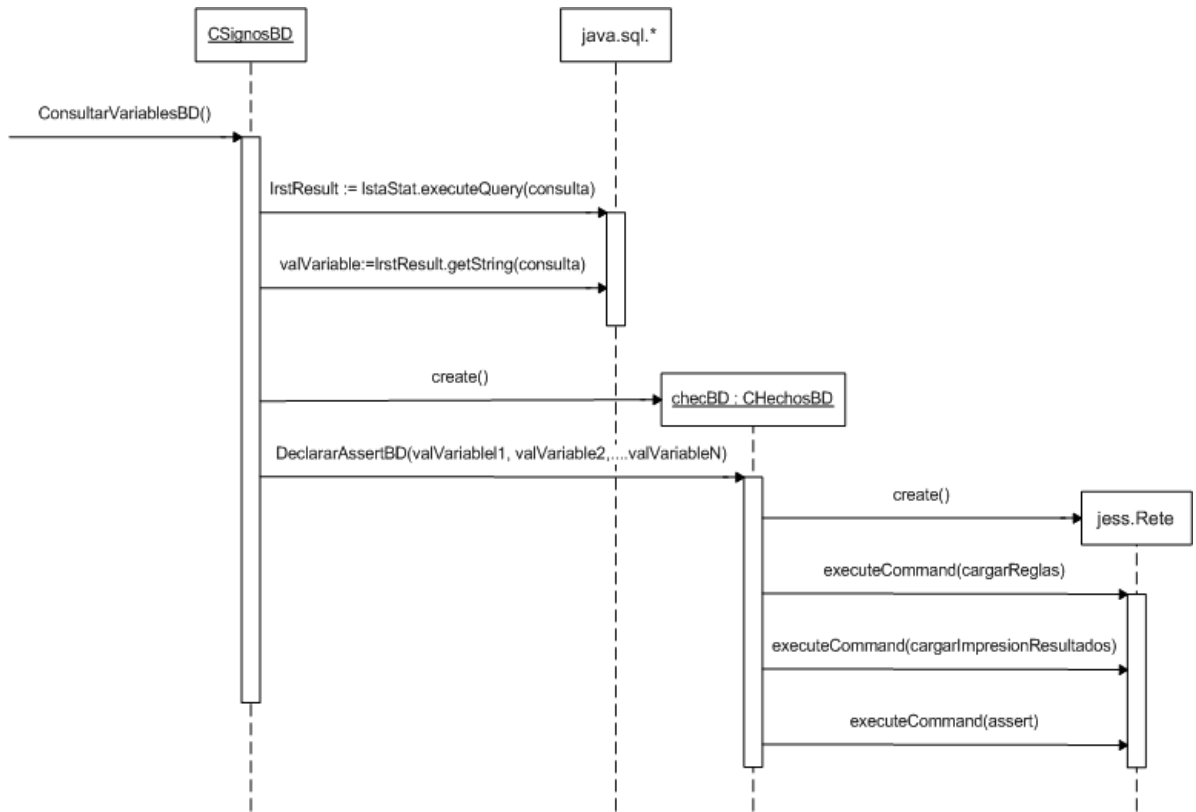 CSignosBD
java.sql.*
ConsultarVariablesBD()
lrstResult := lstaStat.executeQuery(consulta)
valVariable:=lrstResult.getString(consulta)
create()
checBD : CHechosBD
DeclararAssertBD(valVariablel1, valVariable2,....valVariableN)
create()
jess.Rete
executeCommand(cargarReglas)
executeCommand(cargarImpresionResultados)
executeCommand(assert)